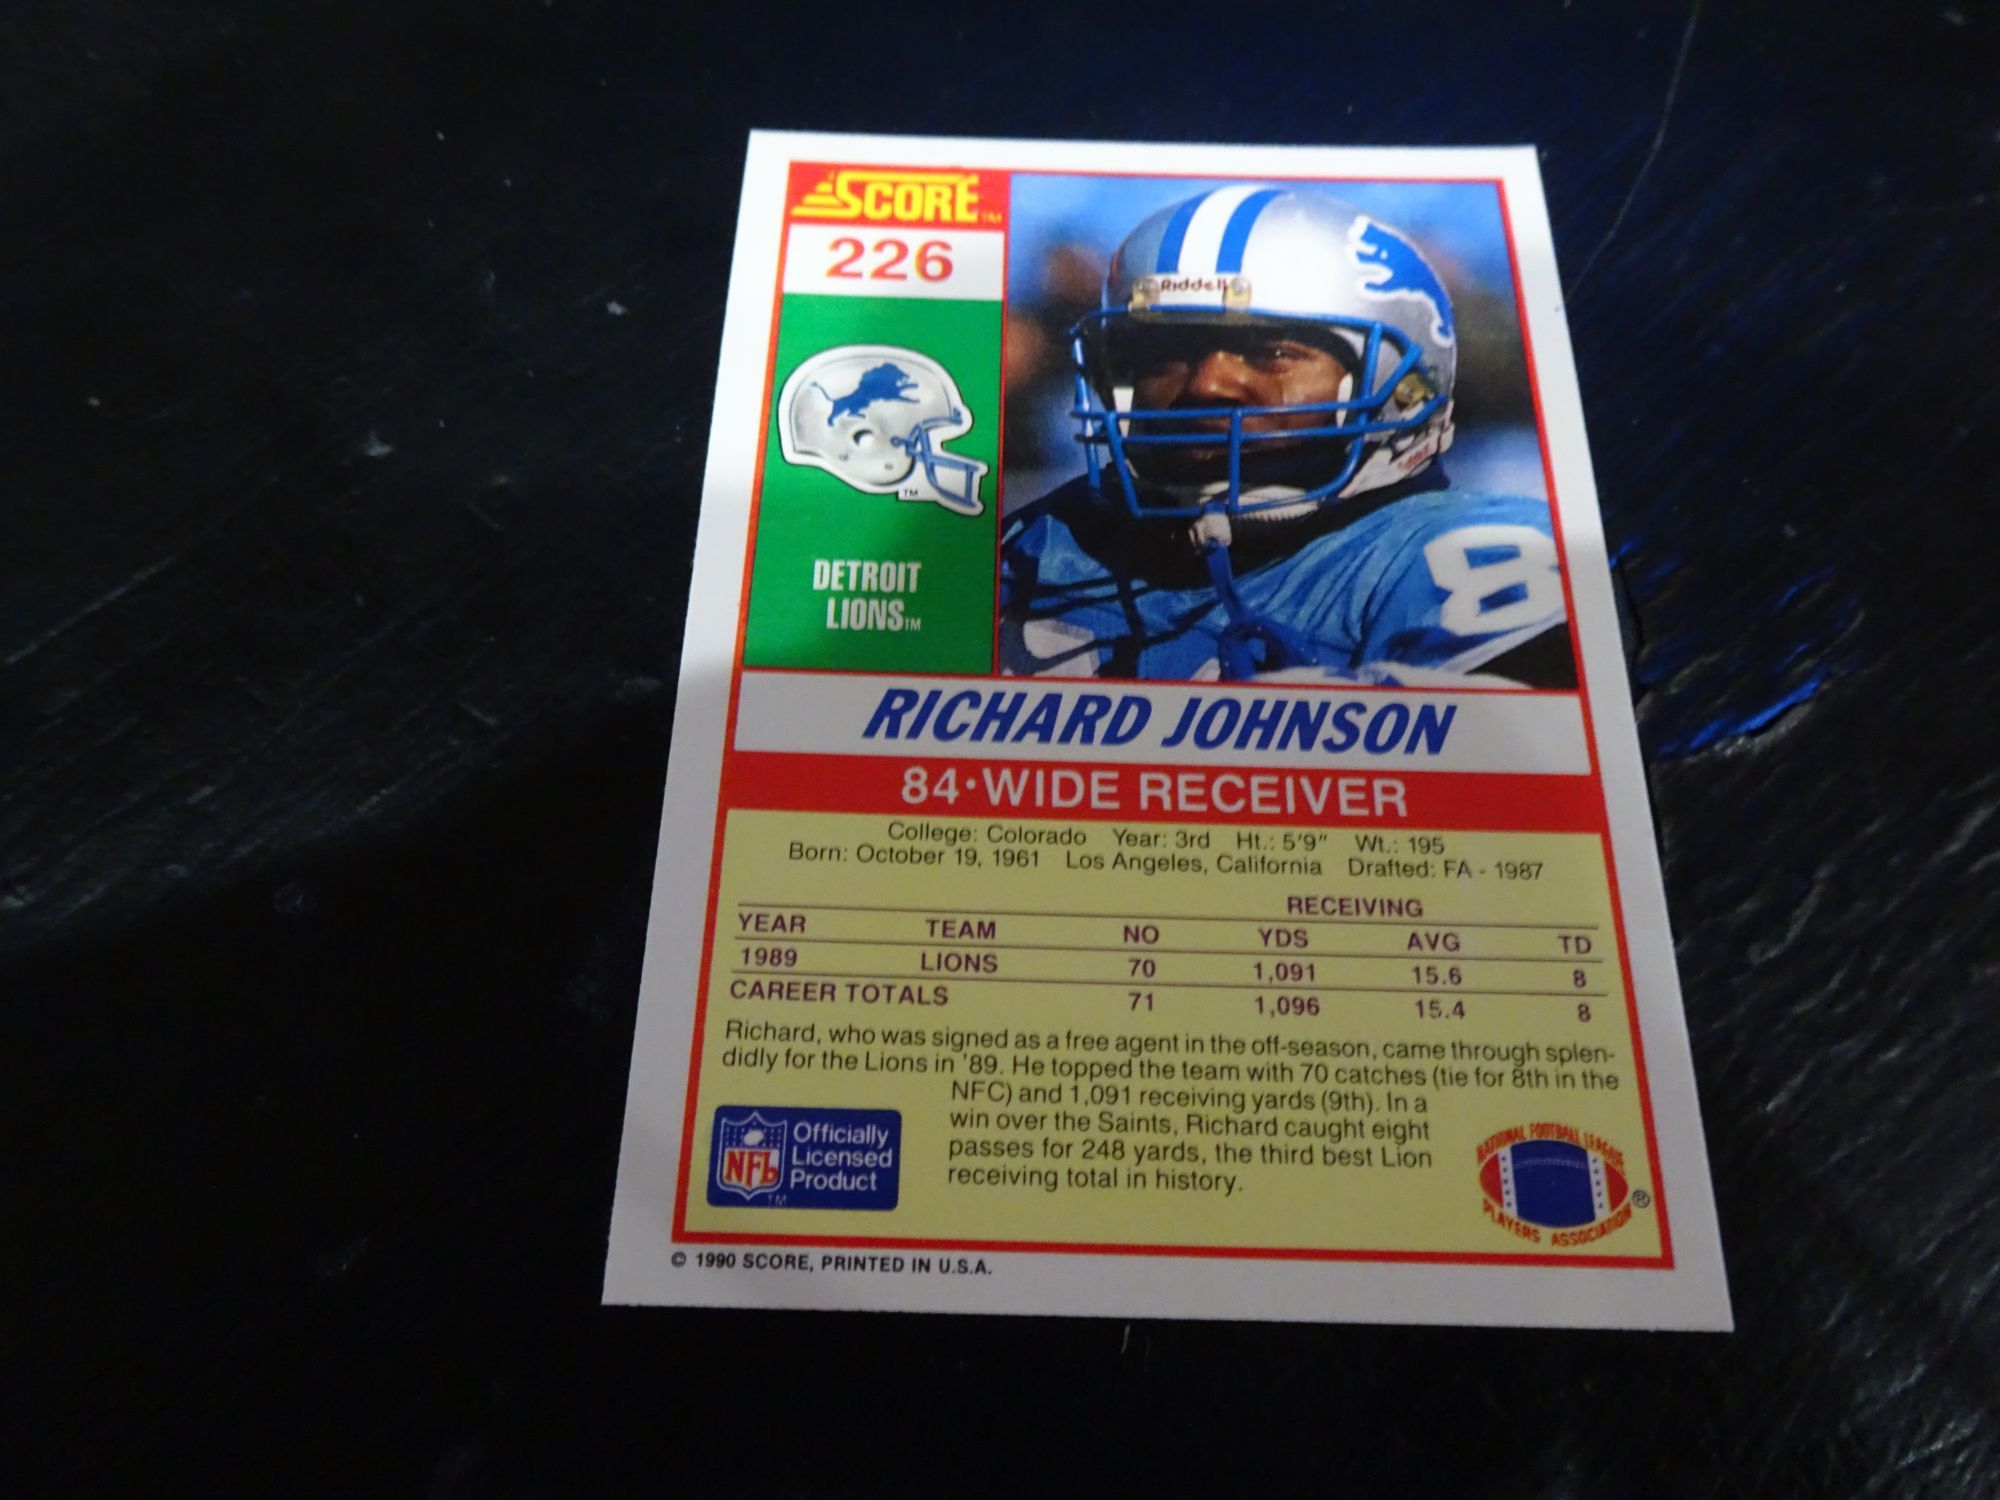 SCORE TM
226
Riddell
8
TM
DETROIT
LIONS TM
RICHARD JOHNSON
84·WIDE RECEIVER
College: Colorado Year: 3rd Ht.: 5'9" Wt.: 195
Born: October 19, 1961 Los Angeles, California Drafted: FA - 1987
RECEIVING
YEAR TEAM NO YDS AVG TD
1989 LIONS 70 1,091 15.6 8
CAREER TOTALS 71 1,096 15.4 8
Richard, who was signed as a free agent in the off-season, came through splen-
didly for the Lions in '89. He topped the team with 70 catches (tie for 8th in the
NFC) and 1,091 receiving yards (9th). In a
win over the Saints, Richard caught eight
passes for 248 yards, the third best Lion
receiving total in history.
NFL
Officially
Licensed
Product
TM
NATIONAL FOOTBALL LEAGUE
PLAYERS ASSOCIATION ®
© 1990 SCORE, PRINTED IN U.S.A.